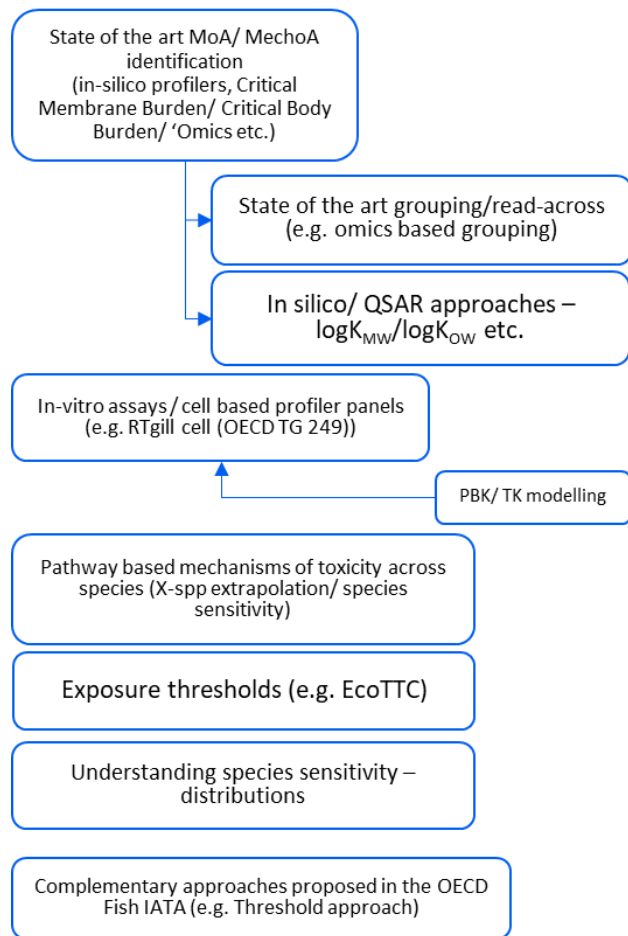 State of the art MoA/ MechoA
identification
(in-silico profilers, Critical
Membrane Burden/ Critical Body
Burden/ ‘Omics etc.)
State of the art grouping/read-across
(e.g. omics based grouping)
In silico/ QSAR approaches –
logKMW/logKOW etc.
In-vitro assays/ cell based profiler panels
(e.g. RTgill cell (OECD TG 249))
PBK/ TK modelling
Pathway based mechanisms of toxicity across
species (X-spp extrapolation/ species
sensitivity)
Exposure thresholds (e.g. EcoTTC)
Understanding species sensitivity –
distributions
Complementary approaches proposed in the OECD
Fish IATA (e.g. Threshold approach)